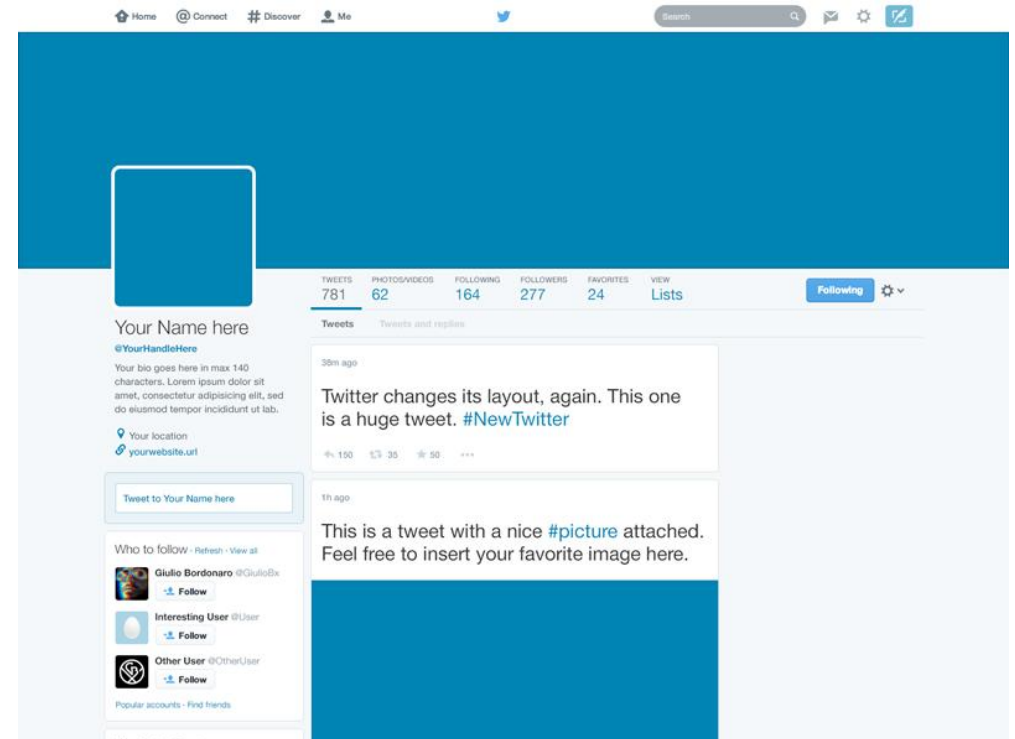 Home @ Connect # Discover Me Search
TWEETS PHOTOS/VIDEOS FOLLOWING FOLLOWERS FAVORITES VIEW
781 62 164 277 24 Lists
Following
Your Name here
@YourHandleHere
Your bio goes here in max 140
characters. Lorem ipsum dolor sit
amet, consectetur adipisicing elit, sed
do eiusmod tempor incididunt ut lab.
Your location
yourwebsite.url
Tweet to Your Name here
Who to follow · Refresh · View all
Giulio Bordonaro @GiulioBx
Follow
Interesting User @User
Follow
Other User @OtherUser
Follow
Popular accounts · Find friends
Tweets Tweets and replies
38m ago
Twitter changes its layout, again. This one
is a huge tweet. #NewTwitter
150 35 50
1h ago
This is a tweet with a nice #picture attached.
Feel free to insert your favorite image here.